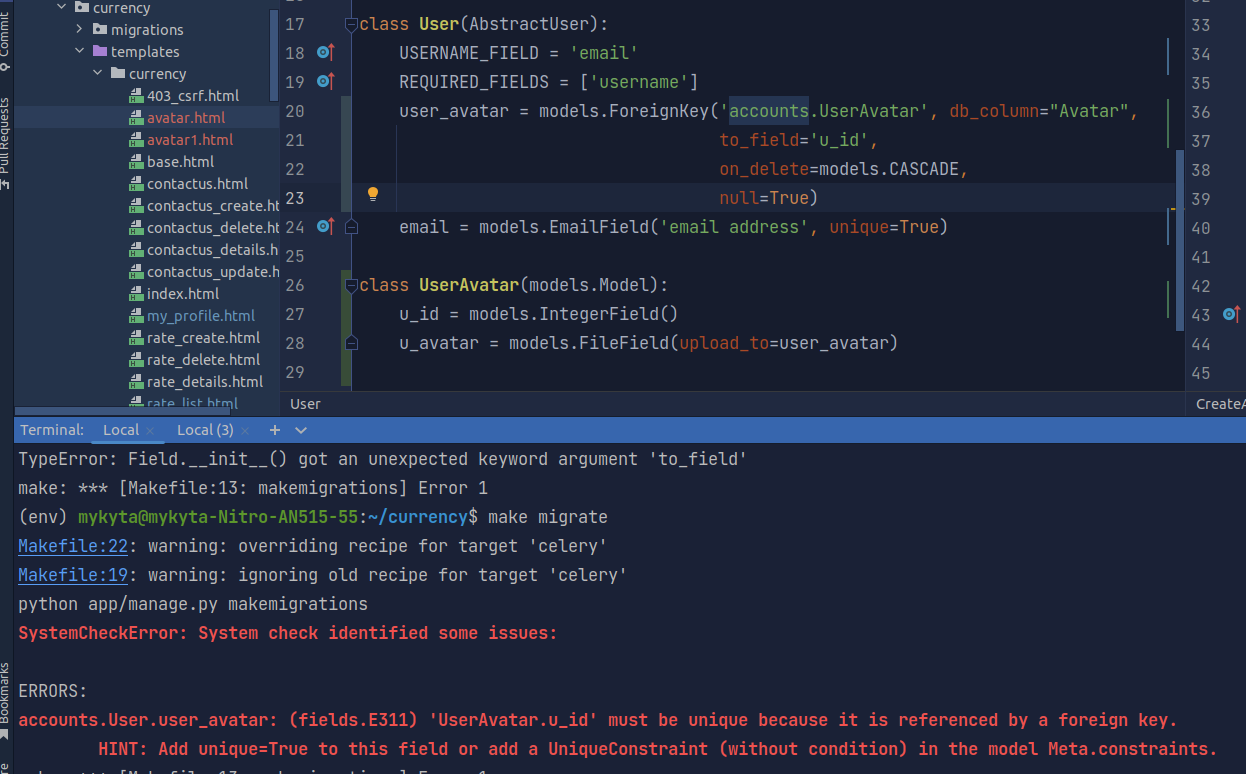 Commit
Pull Requests
Bookmarks
currency
migrations
templates
currency
403_csrf.html
avatar.html
avatar1.html
base.html
contactus.html
contactus_create.ht
contactus_delete.ht
contactus_details.h
contactus_update.h
index.html
my_profile.html
rate_create.html
rate_delete.html
rate_details.html
rate_list.html
17 class User(AbstractUser):
18 USERNAME_FIELD = 'email'
19 REQUIRED_FIELDS = ['username']
20 user_avatar = models.ForeignKey('accounts.UserAvatar', db_column="Avatar",
21 to_field='u_id',
22 on_delete=models.CASCADE,
23 null=True)
24 email = models.EmailField('email address', unique=True)
25
26 class UserAvatar(models.Model):
27 u_id = models.IntegerField()
28 u_avatar = models.FileField(upload_to=user_avatar)
29
User
33
34
35
36
37
38
39
40
41
42
43
44
45
CreateA
Terminal: Local × Local (3) × +
TypeError: Field.__init__() got an unexpected keyword argument 'to_field'
make: *** [Makefile:13: makemigrations] Error 1
(env) mykyta@mykyta-Nitro-AN515-55:~/currency$ make migrate
Makefile:22: warning: overriding recipe for target 'celery'
Makefile:19: warning: ignoring old recipe for target 'celery'
python app/manage.py makemigrations
SystemCheckError: System check identified some issues:
ERRORS:
accounts.User.user_avatar: (fields.E311) 'UserAvatar.u_id' must be unique because it is referenced by a foreign key.
HINT: Add unique=True to this field or add a UniqueConstraint (without condition) in the model Meta.constraints.
make: *** [Makefile:13: makemigrations] Error 1